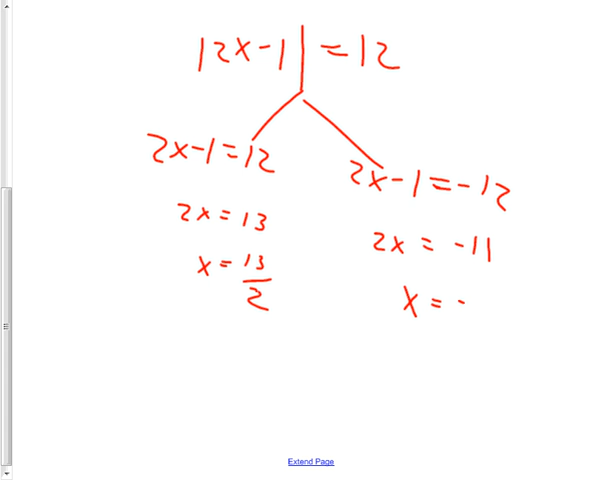 |2x-1| = 12
2x-1=12
2x-1=-12
2x = 13
2x = -11
x = 13/2
x = -
Extend Page